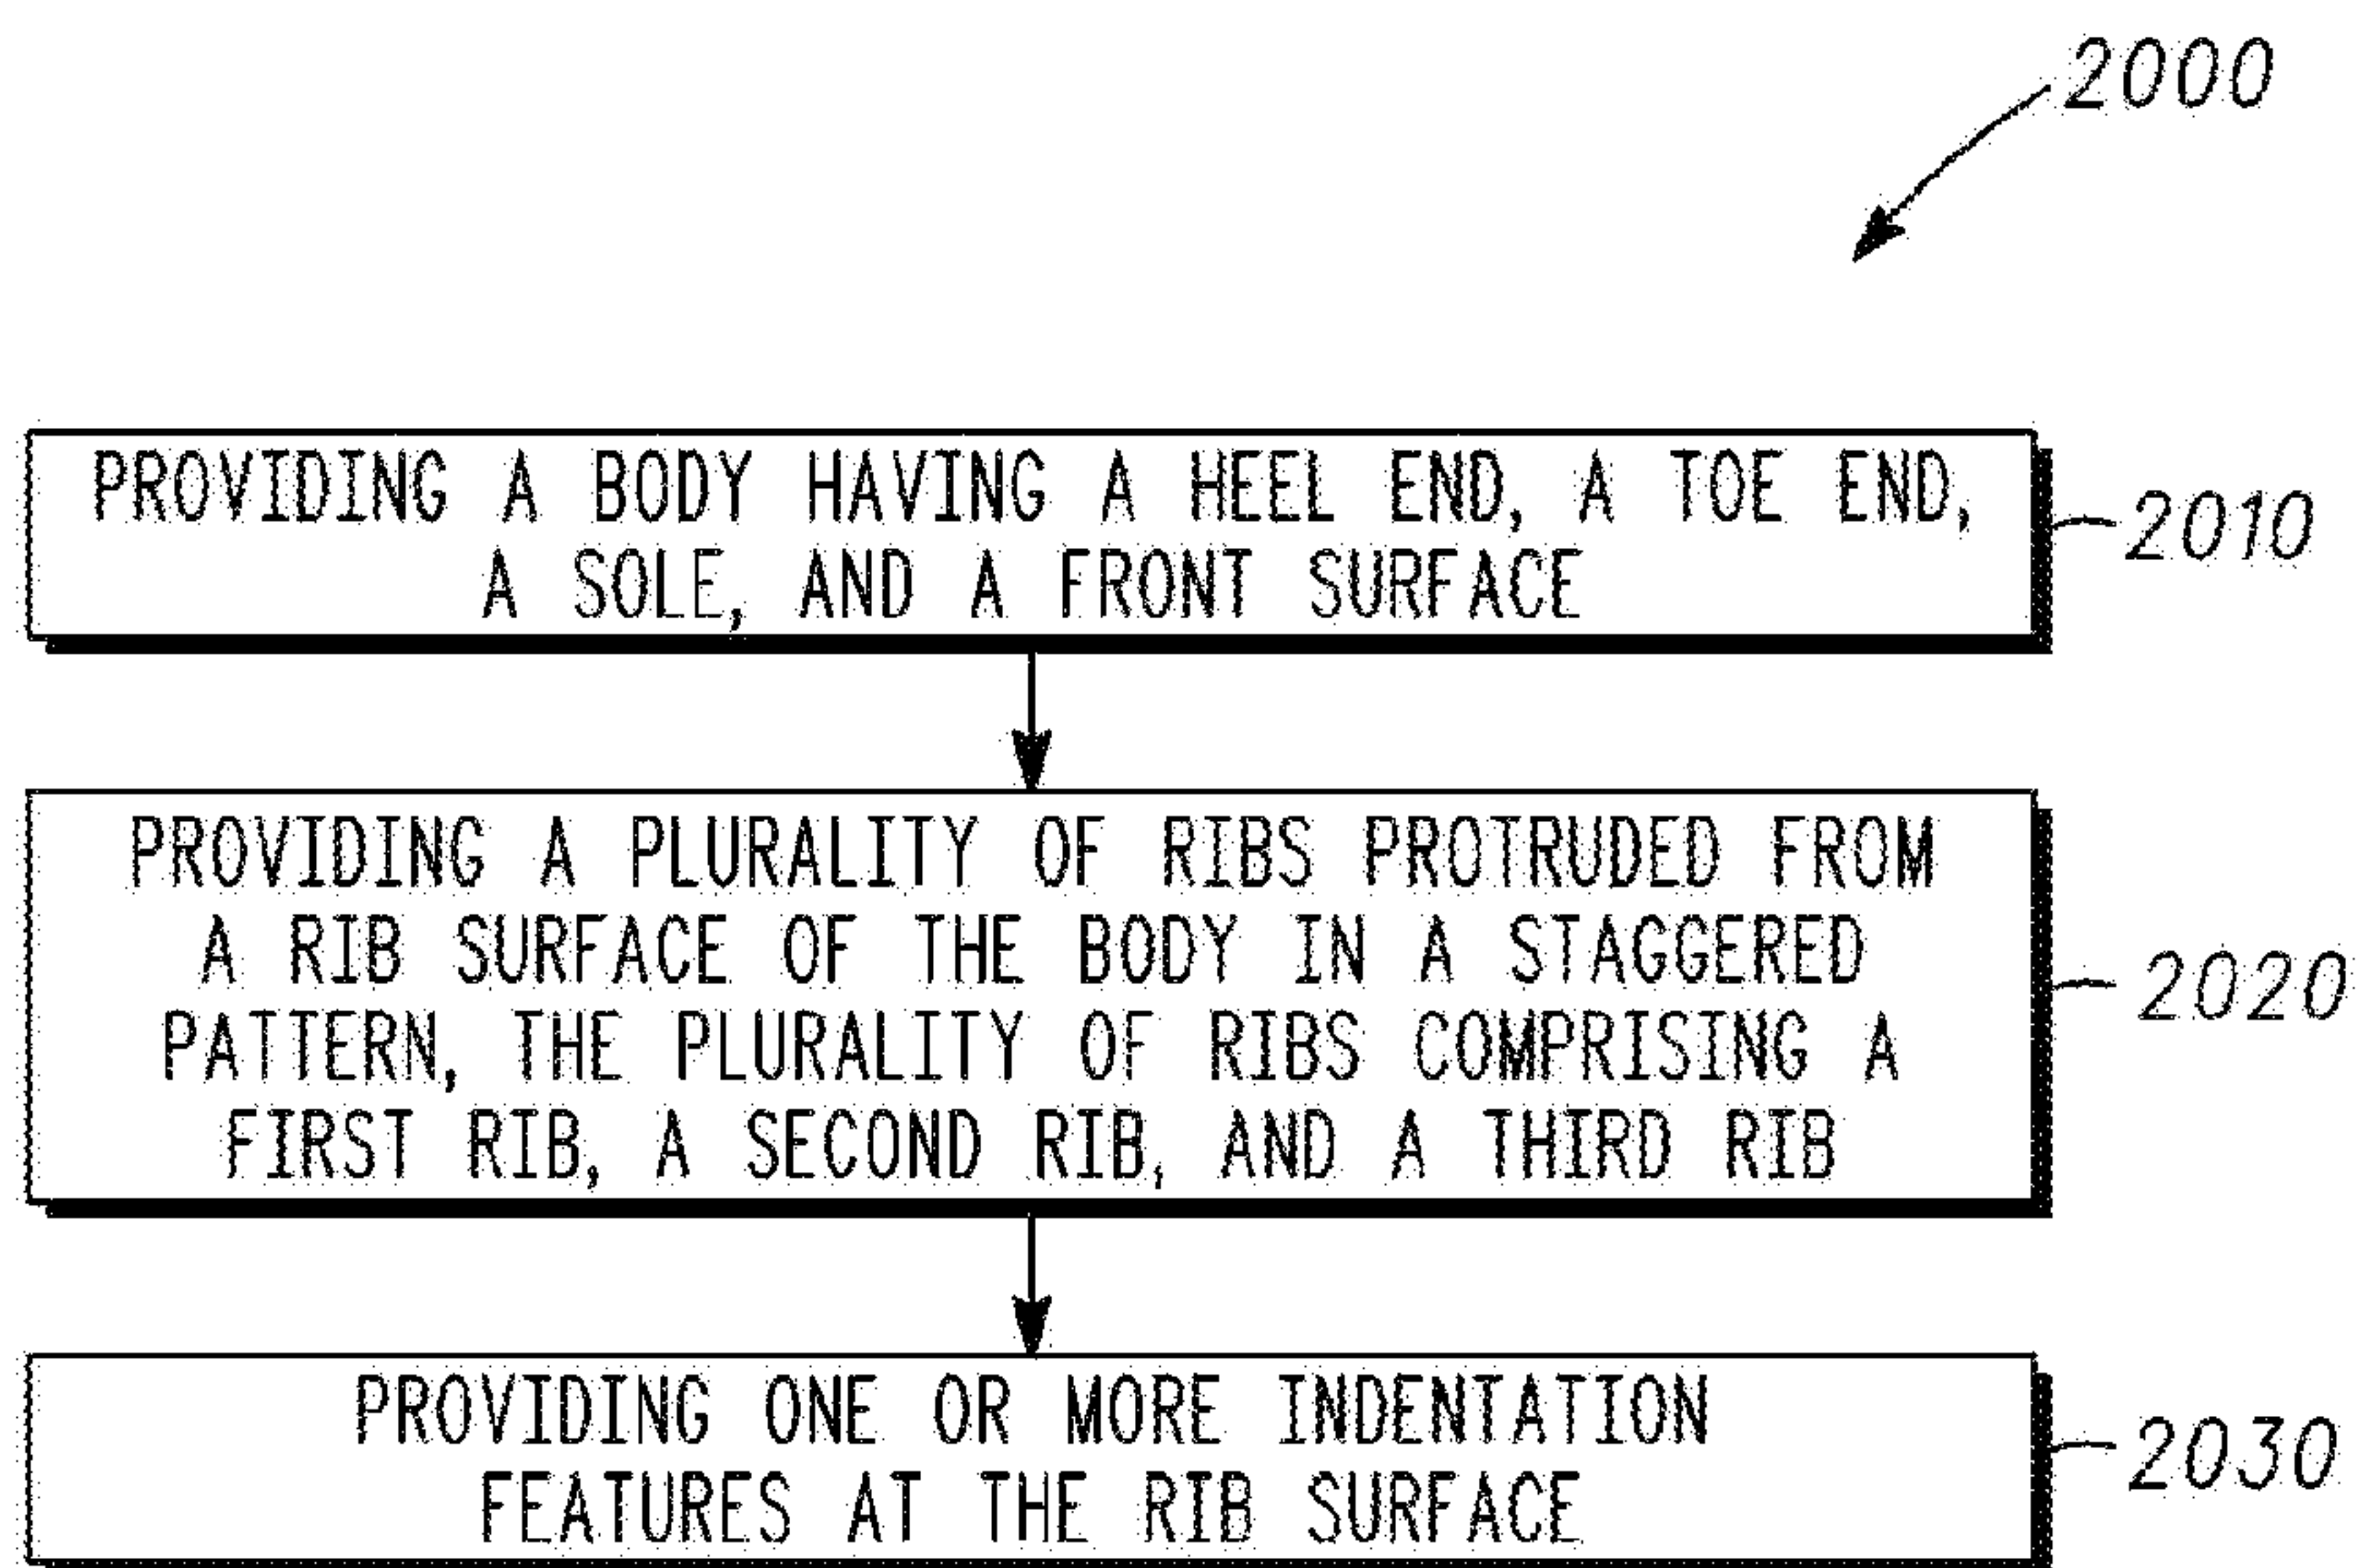 2000
PROVIDING A BODY HAVING A HEEL END, A TOE END,
A SOLE, AND A FRONT SURFACE
2010
PROVIDING A PLURALITY OF RIBS PROTRUDED FROM
A RIB SURFACE OF THE BODY IN A STAGGERED
PATTERN, THE PLURALITY OF RIBS COMPRISING A
FIRST RIB, A SECOND RIB, AND A THIRD RIB
2020
PROVIDING ONE OR MORE INDENTATION
FEATURES AT THE RIB SURFACE
2030